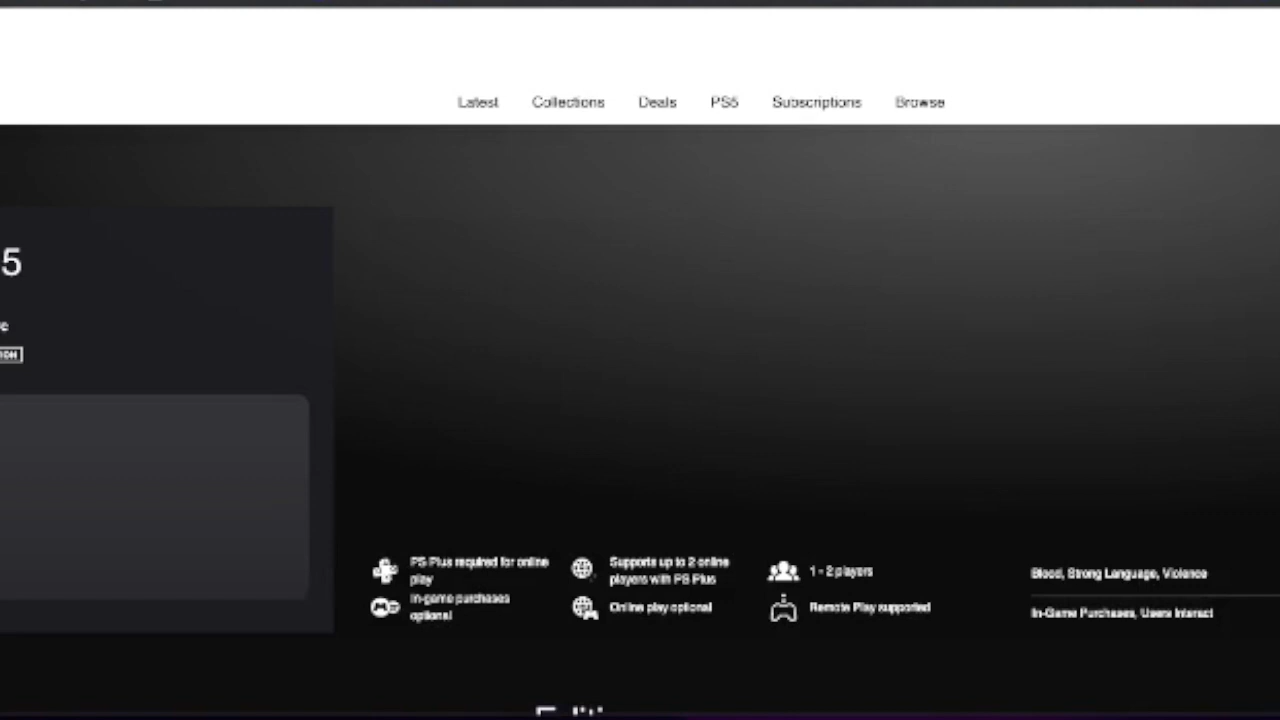 Latest Collections Deals PS5 Subscriptions Browse
5
PS Plus required for online
play
In-game purchases
optional
Supports up to 2 online
players with PS Plus
Online play optional
1 - 2 players
Remote Play supported
Blood, Strong Language, Violence
In-Game Purchases, Users Interact